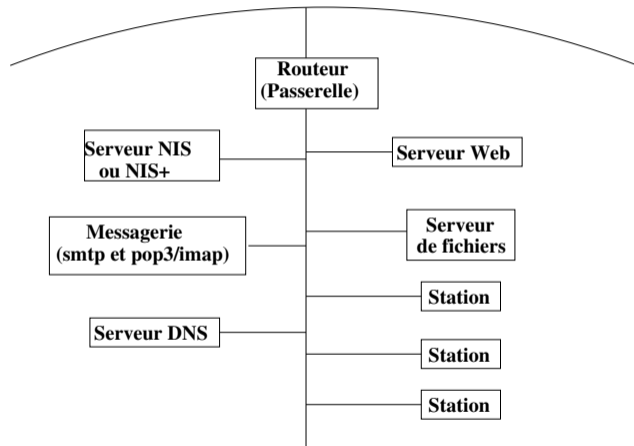 Routeur
(Passerelle)
Serveur NIS
ou NIS+
Serveur Web
Messagerie
(smtp et pop3/imap)
Serveur
de fichiers
Station
Serveur DNS
Station
Station